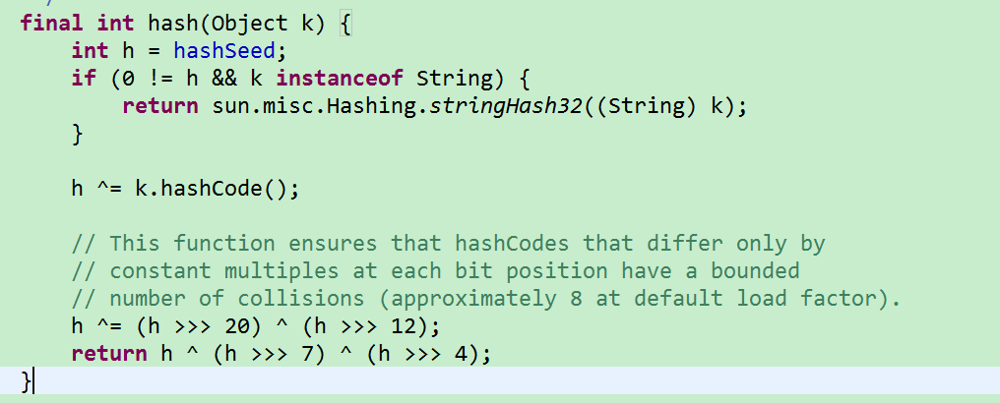 final int hash(Object k) {
    int h = hashSeed;
    if (0 != h && k instanceof String) {
        return sun.misc.Hashing.stringHash32((String) k);
    }

    h ^= k.hashCode();

    // This function ensures that hashCodes that differ only by
    // constant multiples at each bit position have a bounded
    // number of collisions (approximately 8 at default load factor).
    h ^= (h >>> 20) ^ (h >>> 12);
    return h ^ (h >>> 7) ^ (h >>> 4);
}